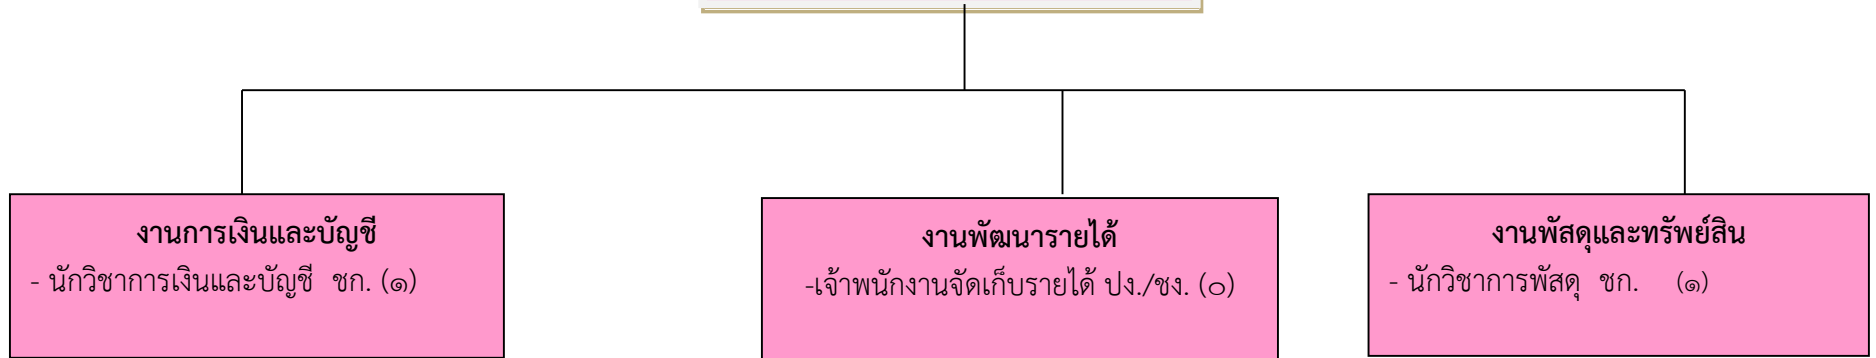 งานการเงินและบัญชี
- นักวิชาการเงินและบัญชี ชก. (๑)
งานพัฒนารายได้
-เจ้าพนักงานจัดเก็บรายได้ ปง./ชง. (๐)
งานพัสดุและทรัพย์สิน
- นักวิชาการพัสดุ ชก. (๑)